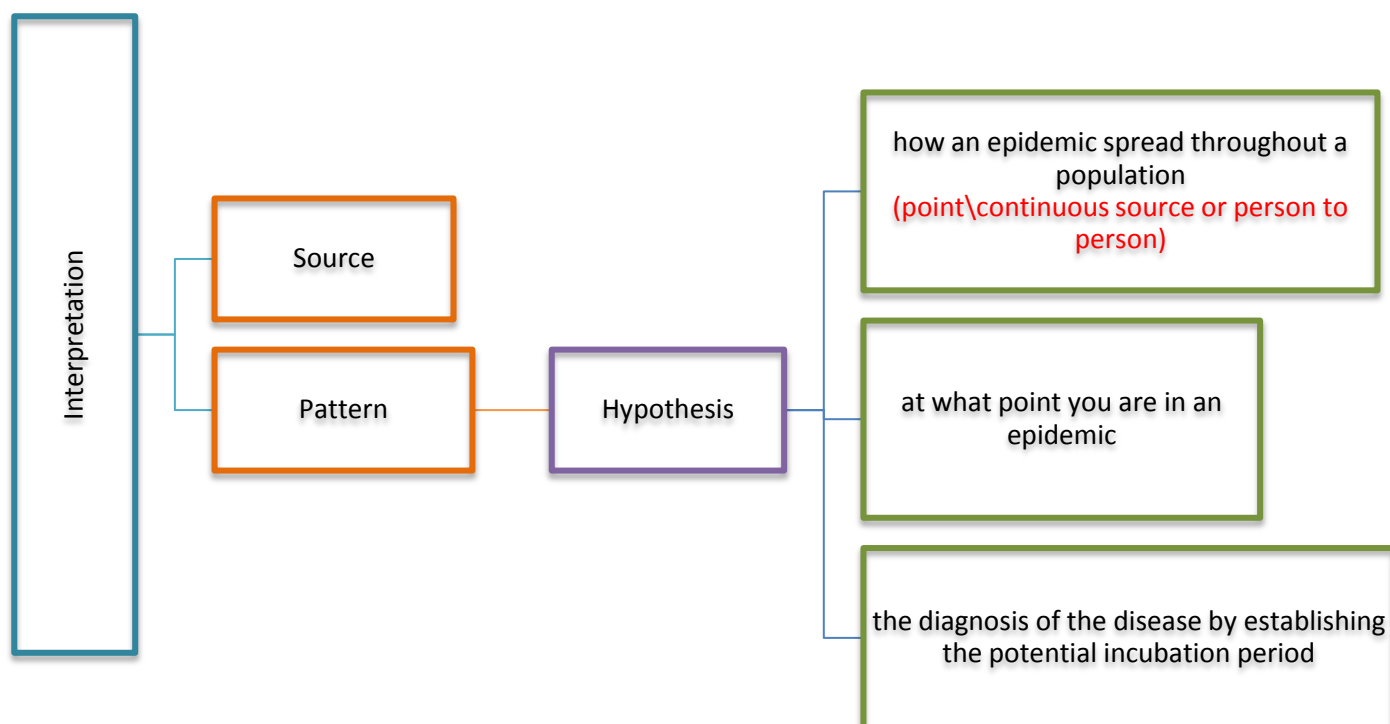 Interpretation
Source
Pattern
Hypothesis
how an epidemic spread throughout a
population
(point\continuous source or person to
person)
at what point you are in an
epidemic
the diagnosis of the disease by establishing
the potential incubation period